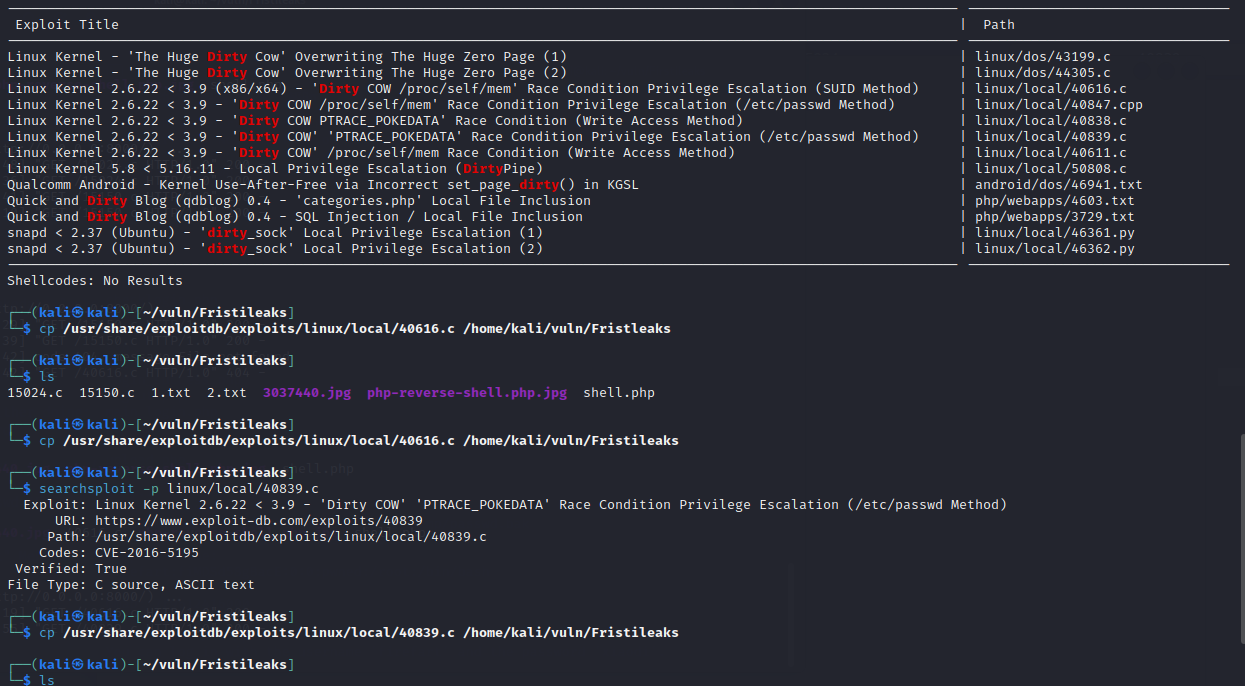 Exploit Title | Path
Linux Kernel - 'The Huge Dirty Cow' Overwriting The Huge Zero Page (1) | linux/dos/43199.c
Linux Kernel - 'The Huge Dirty Cow' Overwriting The Huge Zero Page (2) | linux/dos/44305.c
Linux Kernel 2.6.22 < 3.9 (x86/x64) - 'Dirty COW /proc/self/mem' Race Condition Privilege Escalation (SUID Method) | linux/local/40616.c
Linux Kernel 2.6.22 < 3.9 - 'Dirty COW /proc/self/mem' Race Condition Privilege Escalation (/etc/passwd Method) | linux/local/40847.cpp
Linux Kernel 2.6.22 < 3.9 - 'Dirty COW PTRACE_POKEDATA' Race Condition (Write Access Method) | linux/local/40838.c
Linux Kernel 2.6.22 < 3.9 - 'Dirty COW' 'PTRACE_POKEDATA' Race Condition Privilege Escalation (/etc/passwd Method) | linux/local/40839.c
Linux Kernel 2.6.22 < 3.9 - 'Dirty COW' /proc/self/mem Race Condition (Write Access Method) | linux/local/40611.c
Linux Kernel 5.8 < 5.16.11 - Local Privilege Escalation (DirtyPipe) | linux/local/50808.c
Qualcomm Android - Kernel Use-After-Free via Incorrect set_page_dirty() in KGSL | android/dos/46941.txt
Quick and Dirty Blog (qdblog) 0.4 - 'categories.php' Local File Inclusion | php/webapps/4603.txt
Quick and Dirty Blog (qdblog) 0.4 - SQL Injection / Local File Inclusion | php/webapps/3729.txt
snapd < 2.37 (Ubuntu) - 'dirty_sock' Local Privilege Escalation (1) | linux/local/46361.py
snapd < 2.37 (Ubuntu) - 'dirty_sock' Local Privilege Escalation (2) | linux/local/46362.py
Shellcodes: No Results
┌──(kali㉿kali)-[~/vuln/Fristileaks]
└─$ cp /usr/share/exploitdb/exploits/linux/local/40616.c /home/kali/vuln/Fristleaks
┌──(kali㉿kali)-[~/vuln/Fristileaks]
└─$ ls
15024.c 15150.c 1.txt 2.txt 3037440.jpg php-reverse-shell.php.jpg shell.php
┌──(kali㉿kali)-[~/vuln/Fristileaks]
└─$ cp /usr/share/exploitdb/exploits/linux/local/40616.c /home/kali/vuln/Fristileaks
┌──(kali㉿kali)-[~/vuln/Fristileaks]
└─$ searchsploit -p linux/local/40839.c
Exploit: Linux Kernel 2.6.22 < 3.9 - 'Dirty COW' 'PTRACE_POKEDATA' Race Condition Privilege Escalation (/etc/passwd Method)
URL: https://www.exploit-db.com/exploits/40839
Path: /usr/share/exploitdb/exploits/linux/local/40839.c
Codes: CVE-2016-5195
Verified: True
File Type: C source, ASCII text
┌──(kali㉿kali)-[~/vuln/Fristileaks]
└─$ cp /usr/share/exploitdb/exploits/linux/local/40839.c /home/kali/vuln/Fristileaks
┌──(kali㉿kali)-[~/vuln/Fristileaks]
└─$ ls